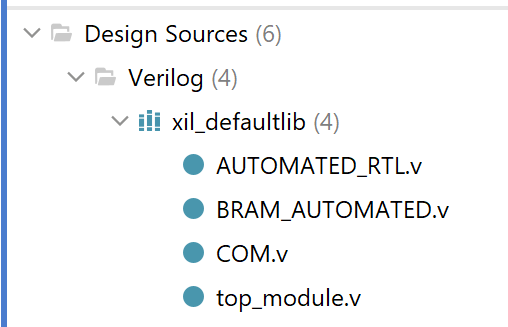 Design Sources (6)
Verilog (4)
xil_defaultlib (4)
AUTOMATED_RTL.v
BRAM_AUTOMATED.v
COM.v
top_module.v